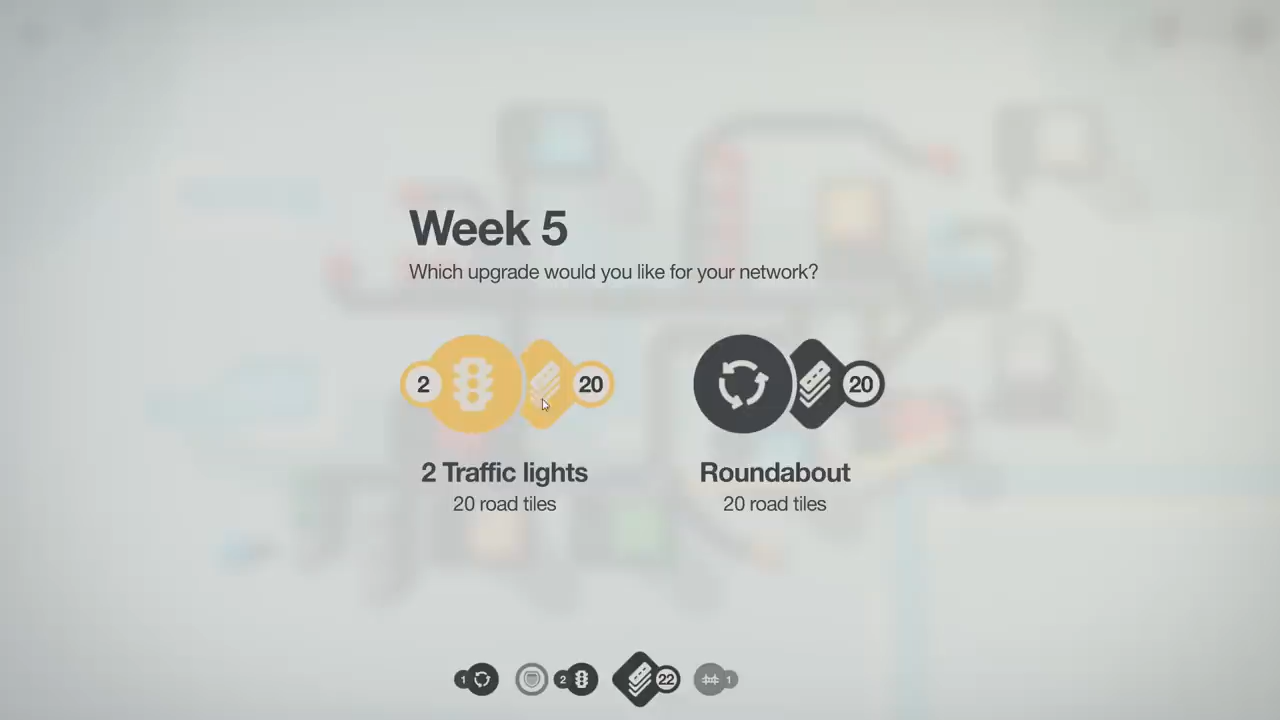 Week 5
Which upgrade would you like for your network?
2
20
20
2 Traffic lights
Roundabout
20 road tiles
20 road tiles
1
2
22
1